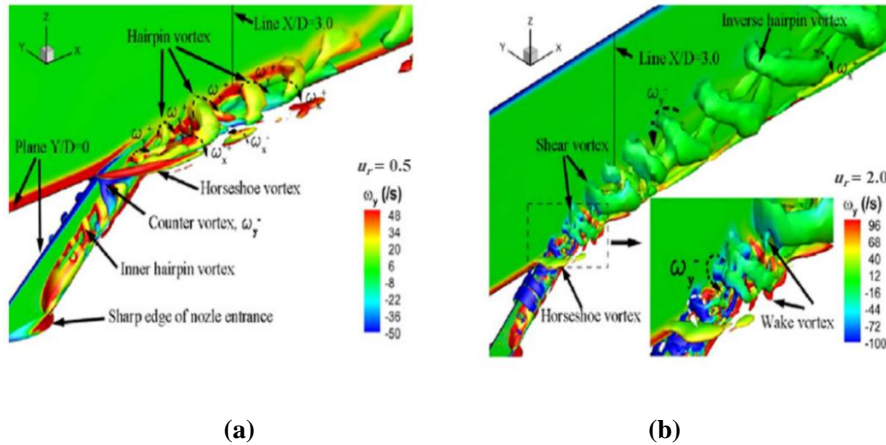 Z
Y
X
Hairpin vortex
Line X/D=3.0
ω_y^+
ω_x^+
ω_x^-
Plane Y/D=0
Horseshoe vortex
Counter vortex, ω_y^-
Inner hairpin vortex
Sharp edge of nozzle entrance
u_r = 0.5
ω_y (/s)
48
34
20
6
-8
-22
-36
-50
(a)
Z
Y
X
Inverse hairpin vortex
Line X/D=3.0
ω_y^-
Shear vortex
u_r = 2.0
ω_y (/s)
96
68
40
12
-16
-44
-72
-100
ω_y^-
Horseshoe vortex
Wake vortex
(b)